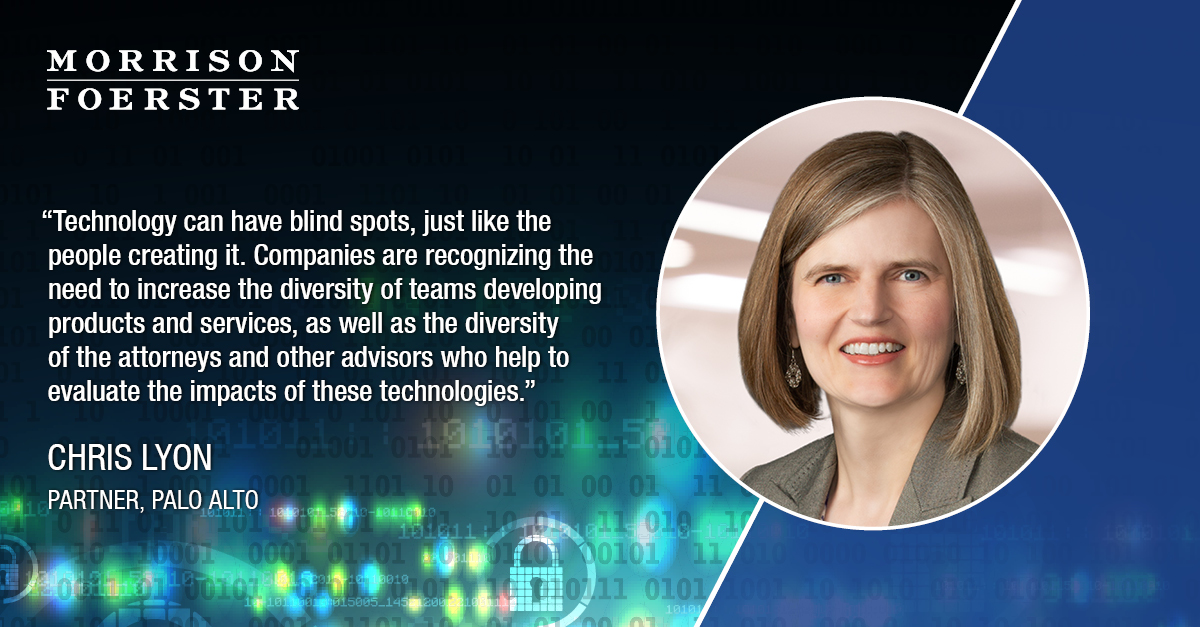 MORRISON
FOERSTER
“Technology can have blind spots, just like the
people creating it. Companies are recognizing the
need to increase the diversity of teams developing
products and services, as well as the diversity
of the attorneys and other advisors who help to
evaluate the impacts of these technologies.”
CHRIS LYON
PARTNER, PALO ALTO